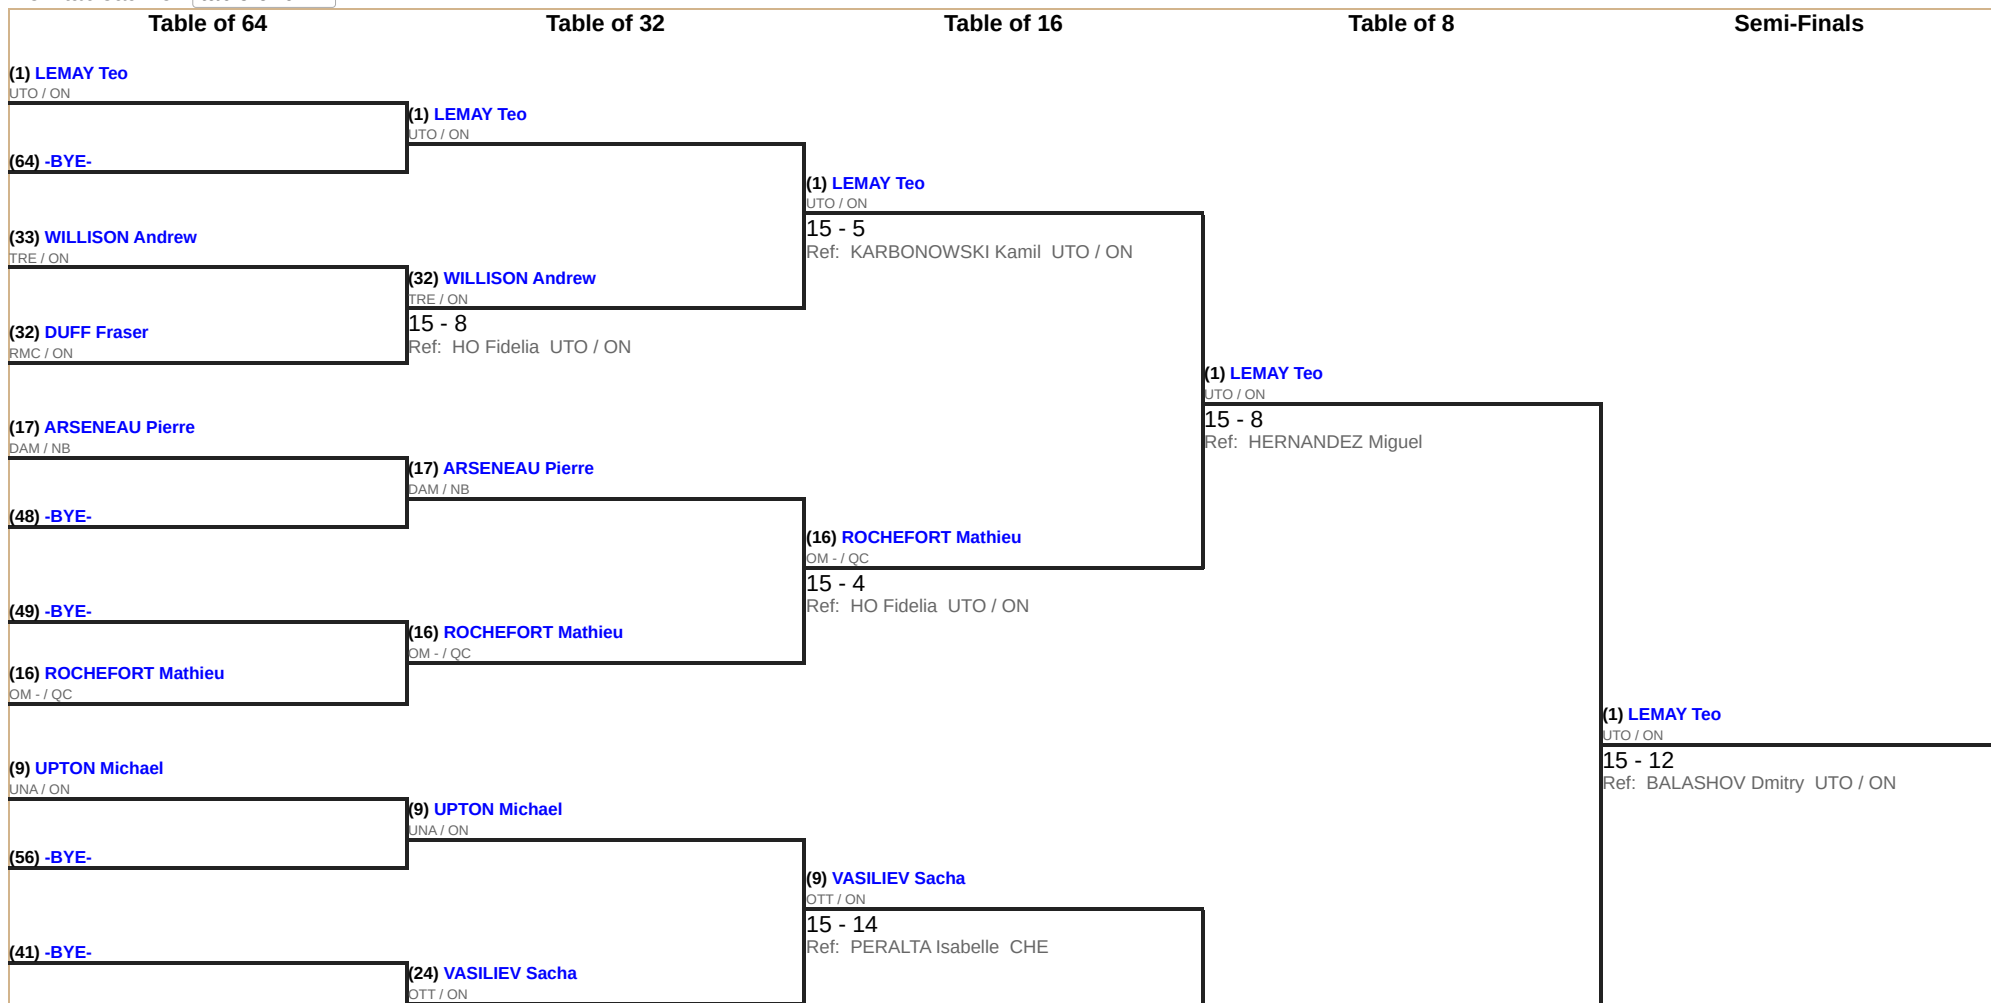 Table of 64
Table of 32
Table of 16
Table of 8
Semi-Finals
(1) LEMAY Teo
UTO / ON
(64) -BYE-
(33) WILLISON Andrew
TRE / ON
(32) DUFF Fraser
RMC / ON
(17) ARSENEAU Pierre
DAM / NB
(48) -BYE-
(49) -BYE-
(16) ROCHEFORT Mathieu
OM - / QC
(9) UPTON Michael
UNA / ON
(56) -BYE-
(41) -BYE-
(1) LEMAY Teo
UTO / ON
(32) WILLISON Andrew
TRE / ON
15 - 8
Ref: HO Fidelia UTO / ON
(17) ARSENEAU Pierre
DAM / NB
(16) ROCHEFORT Mathieu
OM - / QC
(9) UPTON Michael
UNA / ON
(24) VASILIEV Sacha
OTT / ON
(1) LEMAY Teo
UTO / ON
15 - 5
Ref: KARBONOWSKI Kamil UTO / ON
(16) ROCHEFORT Mathieu
OM - / QC
15 - 4
Ref: HO Fidelia UTO / ON
(9) VASILIEV Sacha
OTT / ON
15 - 14
Ref: PERALTA Isabelle CHE
(1) LEMAY Teo
UTO / ON
15 - 8
Ref: HERNANDEZ Miguel
(1) LEMAY Teo
UTO / ON
15 - 12
Ref: BALASHOV Dmitry UTO / ON